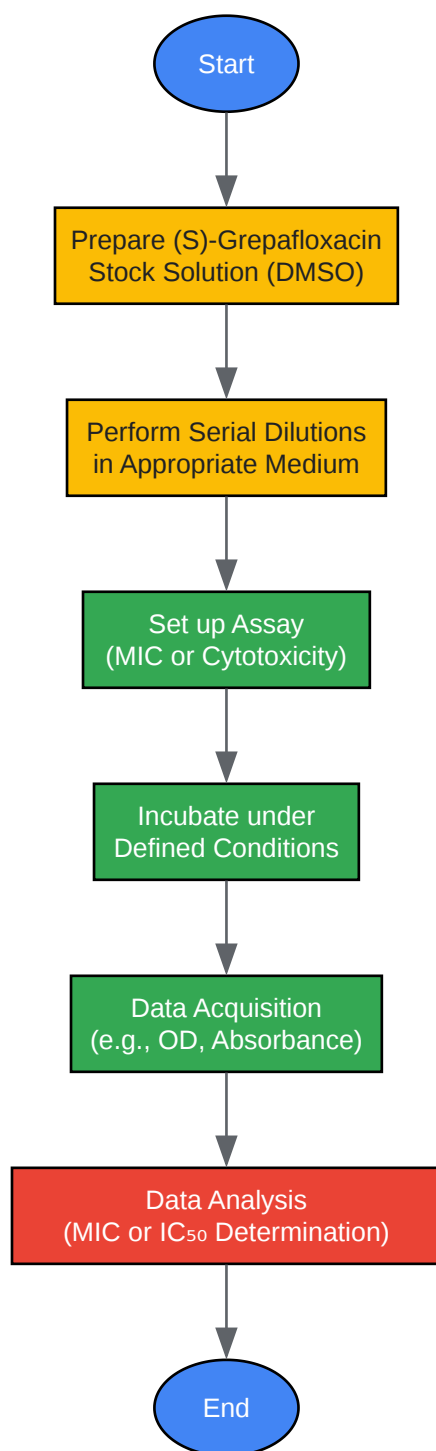 Start
Prepare (S)-Grepafloxacin
Stock Solution (DMSO)
Perform Serial Dilutions
in Appropriate Medium
Set up Assay
(MIC or Cytotoxicity)
Incubate under
Defined Conditions
Data Acquisition
(e.g., OD, Absorbance)
Data Analysis
(MIC or IC₅₀ Determination)
End